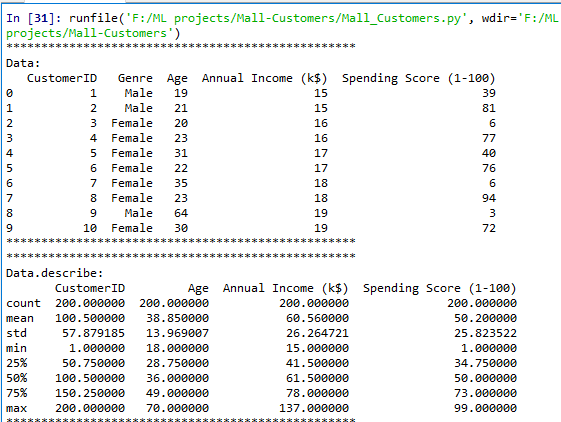 In [31]: runfile('F:/ML projects/Mall-Customers/Mall_Customers.py', wdir='F:/ML
projects/Mall-Customers')
**************************************************
Data:
   CustomerID   Genre  Age  Annual Income (k$)  Spending Score (1-100)
0           1    Male   19                  15                      39
1           2    Male   21                  15                      81
2           3  Female   20                  16                       6
3           4  Female   23                  16                      77
4           5  Female   31                  17                      40
5           6  Female   22                  17                      76
6           7  Female   35                  18                       6
7           8  Female   23                  18                      94
8           9    Male   64                  19                       3
9          10  Female   30                  19                      72
**************************************************
**************************************************
Data.describe:
       CustomerID         Age  Annual Income (k$)  Spending Score (1-100)
count  200.000000  200.000000          200.000000              200.000000
mean   100.500000   38.850000           60.560000               50.200000
std     57.879185   13.969007           26.264721               25.823522
min      1.000000   18.000000           15.000000                1.000000
25%     50.750000   28.750000           41.500000               34.750000
50%    100.500000   36.000000           61.500000               50.000000
75%    150.250000   49.000000           78.000000               73.000000
max    200.000000   70.000000          137.000000               99.000000
**************************************************